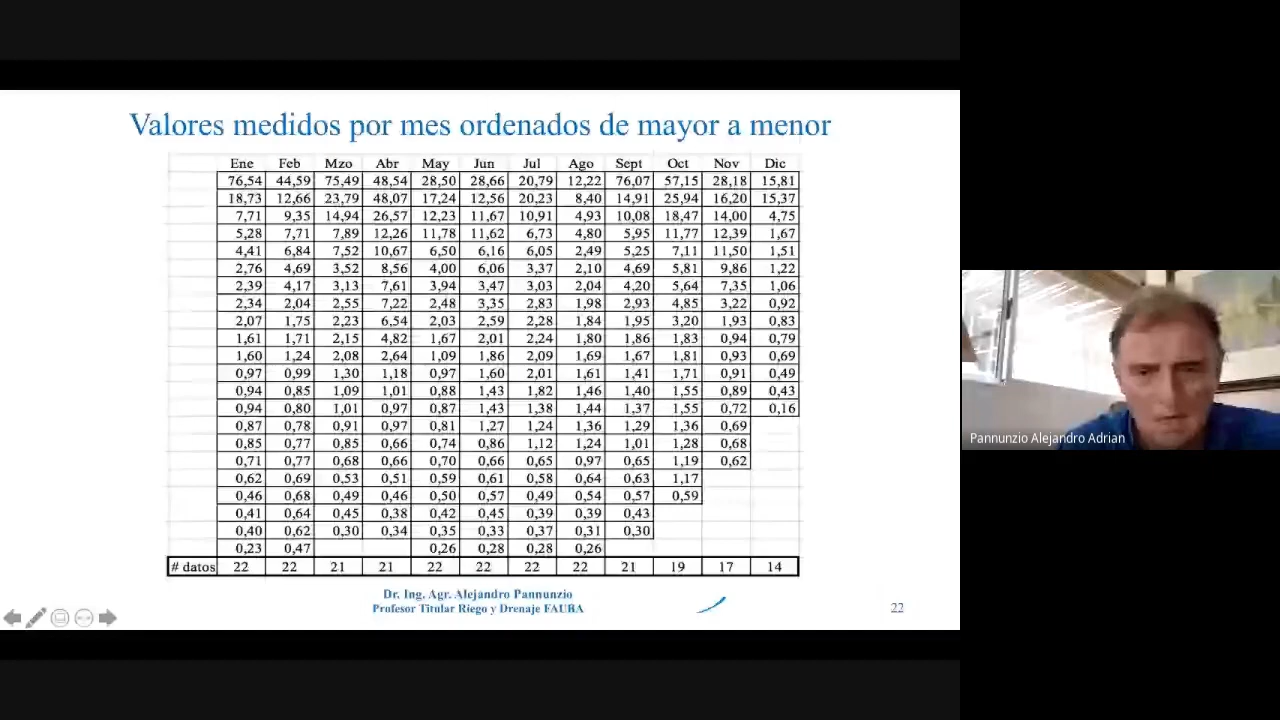 Valores medidos por mes ordenados de mayor a menor
Ene Feb Mzo Abr May Jun Jul Ago Sept Oct Nov Dic
76,54 44,59 75,49 48,54 28,50 28,66 20,79 12,22 76,07 57,15 28,18 15,81
18,73 12,66 23,79 48,07 17,24 12,56 20,23 8,40 14,91 25,94 16,20 15,37
7,71 9,35 14,94 26,57 12,23 11,67 10,91 4,93 10,08 18,47 14,00 4,75
5,28 7,71 7,89 12,26 11,78 11,62 6,73 4,80 5,95 11,77 12,39 1,67
4,41 6,84 7,52 10,67 6,50 6,16 6,05 2,49 5,25 7,11 11,50 1,51
2,76 4,69 3,52 8,56 4,00 6,06 3,37 2,10 4,69 5,81 9,86 1,22
2,39 4,17 3,13 7,61 3,94 3,47 3,03 2,04 4,20 5,64 7,35 1,06
2,34 2,04 2,55 7,22 2,48 3,35 2,83 1,98 2,93 4,85 3,22 0,92
2,07 1,75 2,23 6,54 2,03 2,59 2,28 1,84 1,95 3,20 1,93 0,83
1,61 1,71 2,15 4,82 1,67 2,01 2,24 1,80 1,86 1,83 0,94 0,79
1,60 1,24 2,08 2,64 1,09 1,86 2,09 1,69 1,67 1,81 0,93 0,69
0,97 0,99 1,30 1,18 0,97 1,60 2,01 1,61 1,41 1,71 0,91 0,49
0,94 0,85 1,09 1,01 0,88 1,43 1,82 1,46 1,40 1,55 0,89 0,43
0,94 0,80 1,01 0,97 0,87 1,43 1,38 1,44 1,37 1,55 0,72 0,16
0,87 0,78 0,91 0,97 0,81 1,27 1,24 1,36 1,29 1,36 0,69
0,85 0,77 0,85 0,66 0,74 0,86 1,12 1,24 1,01 1,28 0,68
0,71 0,77 0,68 0,66 0,70 0,66 0,65 0,97 0,65 1,19 0,62
0,62 0,69 0,53 0,51 0,59 0,61 0,58 0,64 0,63 1,17
0,46 0,68 0,49 0,46 0,50 0,57 0,49 0,54 0,57 0,59
0,41 0,64 0,45 0,38 0,42 0,45 0,39 0,39 0,43
0,40 0,62 0,30 0,34 0,35 0,33 0,37 0,31 0,30
0,23 0,47 0,26 0,28 0,28 0,26
# datos 22 22 21 21 22 22 22 22 21 19 17 14
Dr. Ing. Agr. Alejandro Pannunzio
Profesor Titular Riego y Drenaje FAUBA
22
Pannunzio Alejandro Adrian